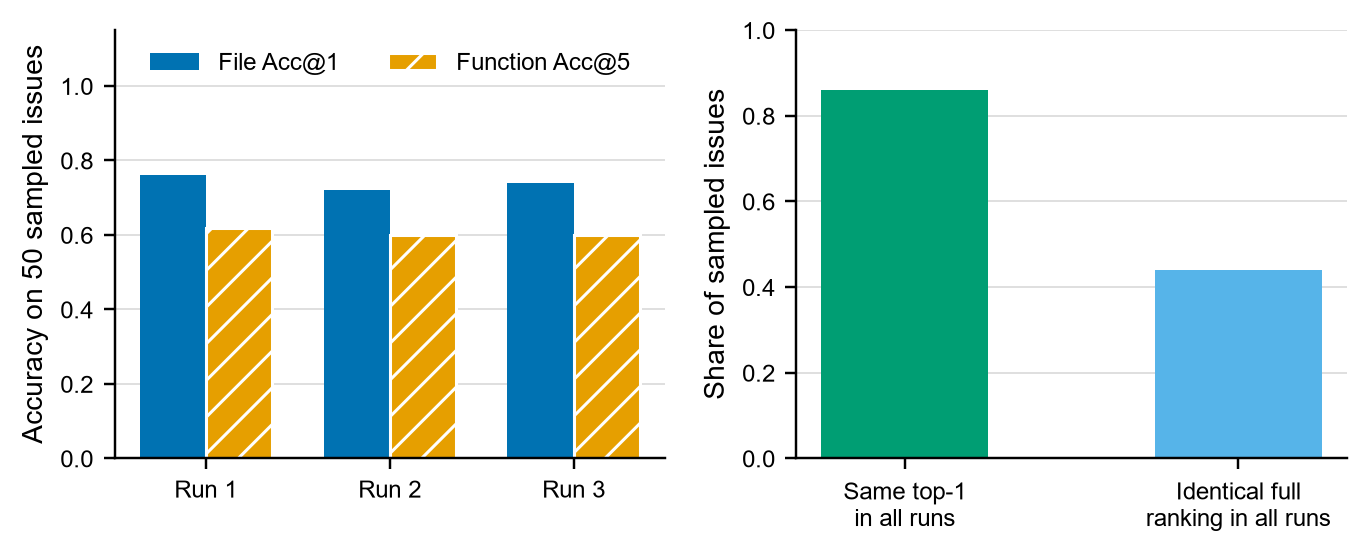 File Acc@1
Function Acc@5
Accuracy on 50 sampled issues
1.0
0.8
0.6
0.4
0.2
0.0
Run 1
Run 2
Run 3
Share of sampled issues
1.0
0.8
0.6
0.4
0.2
0.0
Same top-1
in all runs
Identical full
ranking in all runs